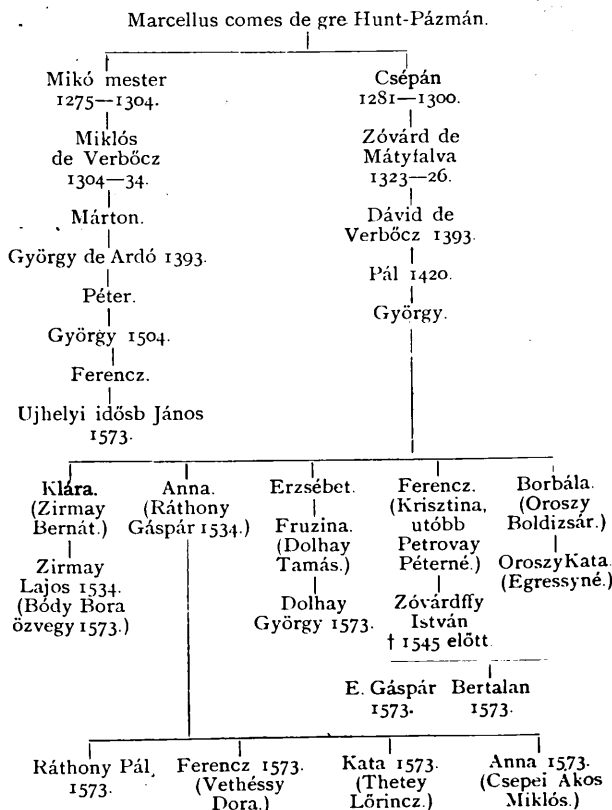 Marcellus comes de gre Hunt-Pázmán.
Mikó mester
1275—1304.
Miklós
de Verbőcz
1304—34.
Márton.
György de Ardó 1393.
Péter.
György 1504.
Ferencz.
Ujhelyi idősb János
1573.
Csépán
1281—1300.
Zóvárd de
Mátyfalva
1323—26.
Dávid de
Verbőcz 1393.
Pál 1420.
György.
Klára.
(Zirmay
Bernát.)
Zirmay
Lajos 1534.
(Bódy Bora
özvegy 1573.)
Anna.
(Ráthony
Gáspár 1534.)
Erzsébet.
Fruzina.
(Dolhay
Tamás.)
Dolhay
György 1573.
Ferencz.
(Krisztina,
utóbb
Petrovay
Péterné.)
Zóvárdffy
István
† 1545 előtt.
Borbála.
(Oroszy
Boldizsár.)
Oroszy Kata.
(Egressyné.)
E. Gáspár
1573.
Bertalan
1573.
Ráthony Pál,
1573.
Ferencz 1573.
(Vethéssy
Dora.)
Kata 1573.
(Thetey
Lőrincz.)
Anna 1573.
(Csepei Akos
Miklós.)